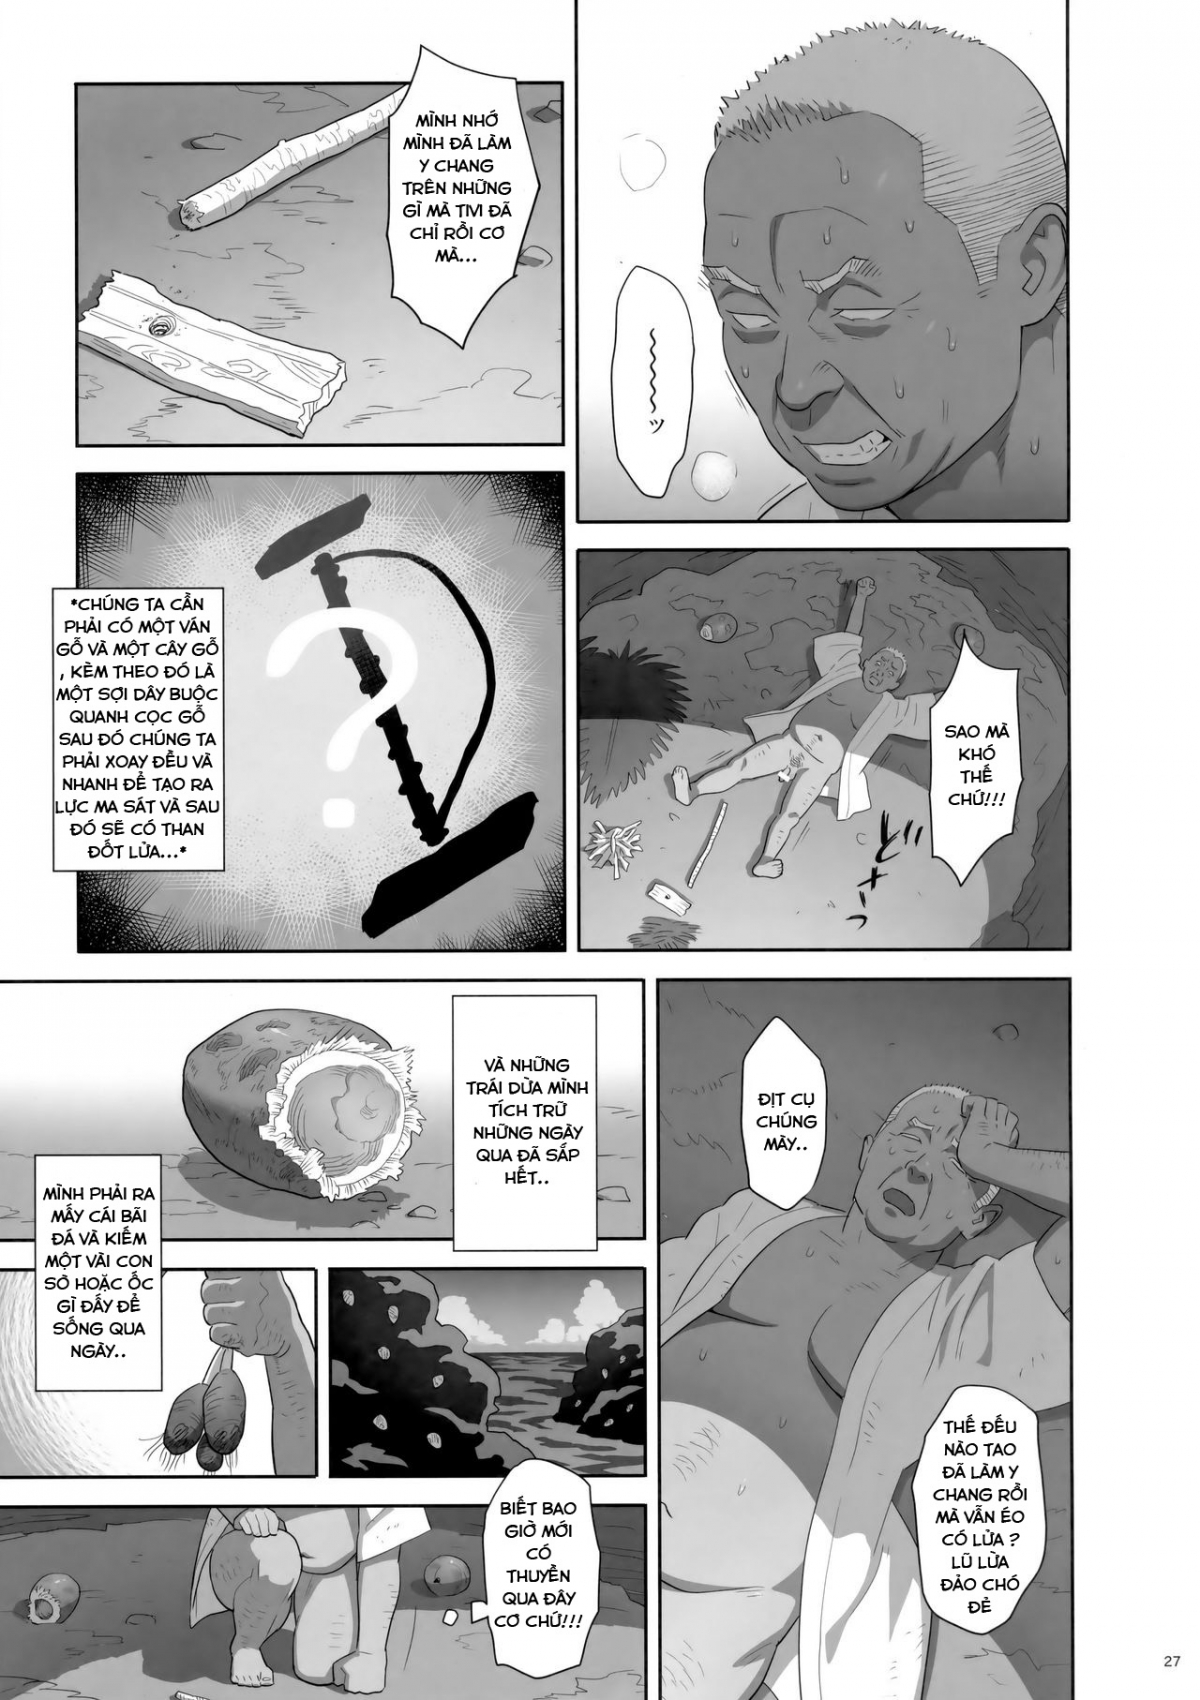 ~~~~~ッ
MÌNH NHỚ
MÌNH ĐÃ LÀM
Y CHANG
TRÊN NHỮNG
GÌ MÀ TIVI ĐÃ
CHỈ RỒI CƠ
MÀ...
SAO MÀ
KHÓ
THẾ
CHỨ!!!
*CHÚNG TA CẦN
PHẢI CÓ MỘT VÁN
GỖ VÀ MỘT CÂY GỖ
, KÈM THEO ĐÓ LÀ
MỘT SỢI DÂY BUỘC
QUANH CỌC GỖ
SAU ĐÓ CHÚNG TA
PHẢI XOAY ĐỀU VÀ
NHANH ĐỂ TẠO RA
LỰC MA SÁT VÀ SAU
ĐÓ SẼ CÓ THAN
ĐỐT LỬA...*
?
ĐỊT CỤ
CHÚNG
MÀY..
THẾ ĐẾU
NÀO TAO
ĐÃ LÀM Y
CHANG RỒI
MÀ VẪN ÉO
CÓ LỬA ?
LŨ LỪA
ĐẢO CHÓ
ĐẺ
VÀ NHỮNG
TRÁI DỪA MÌNH
TÍCH TRỮ
NHỮNG NGÀY
QUA ĐÃ SẮP
HẾT..
MÌNH PHẢI RA
MẤY CÁI BÃI
ĐÁ VÀ KIẾM
MỘT VÀI CON
SÒ HOẶC ỐC
GÌ ĐẤY ĐỂ
SỐNG QUA
NGÀY..
BIẾT BAO
GIỜ MỚI
CÓ
THUYỀN
QUA ĐÂY
CƠ CHỨ!!!
27